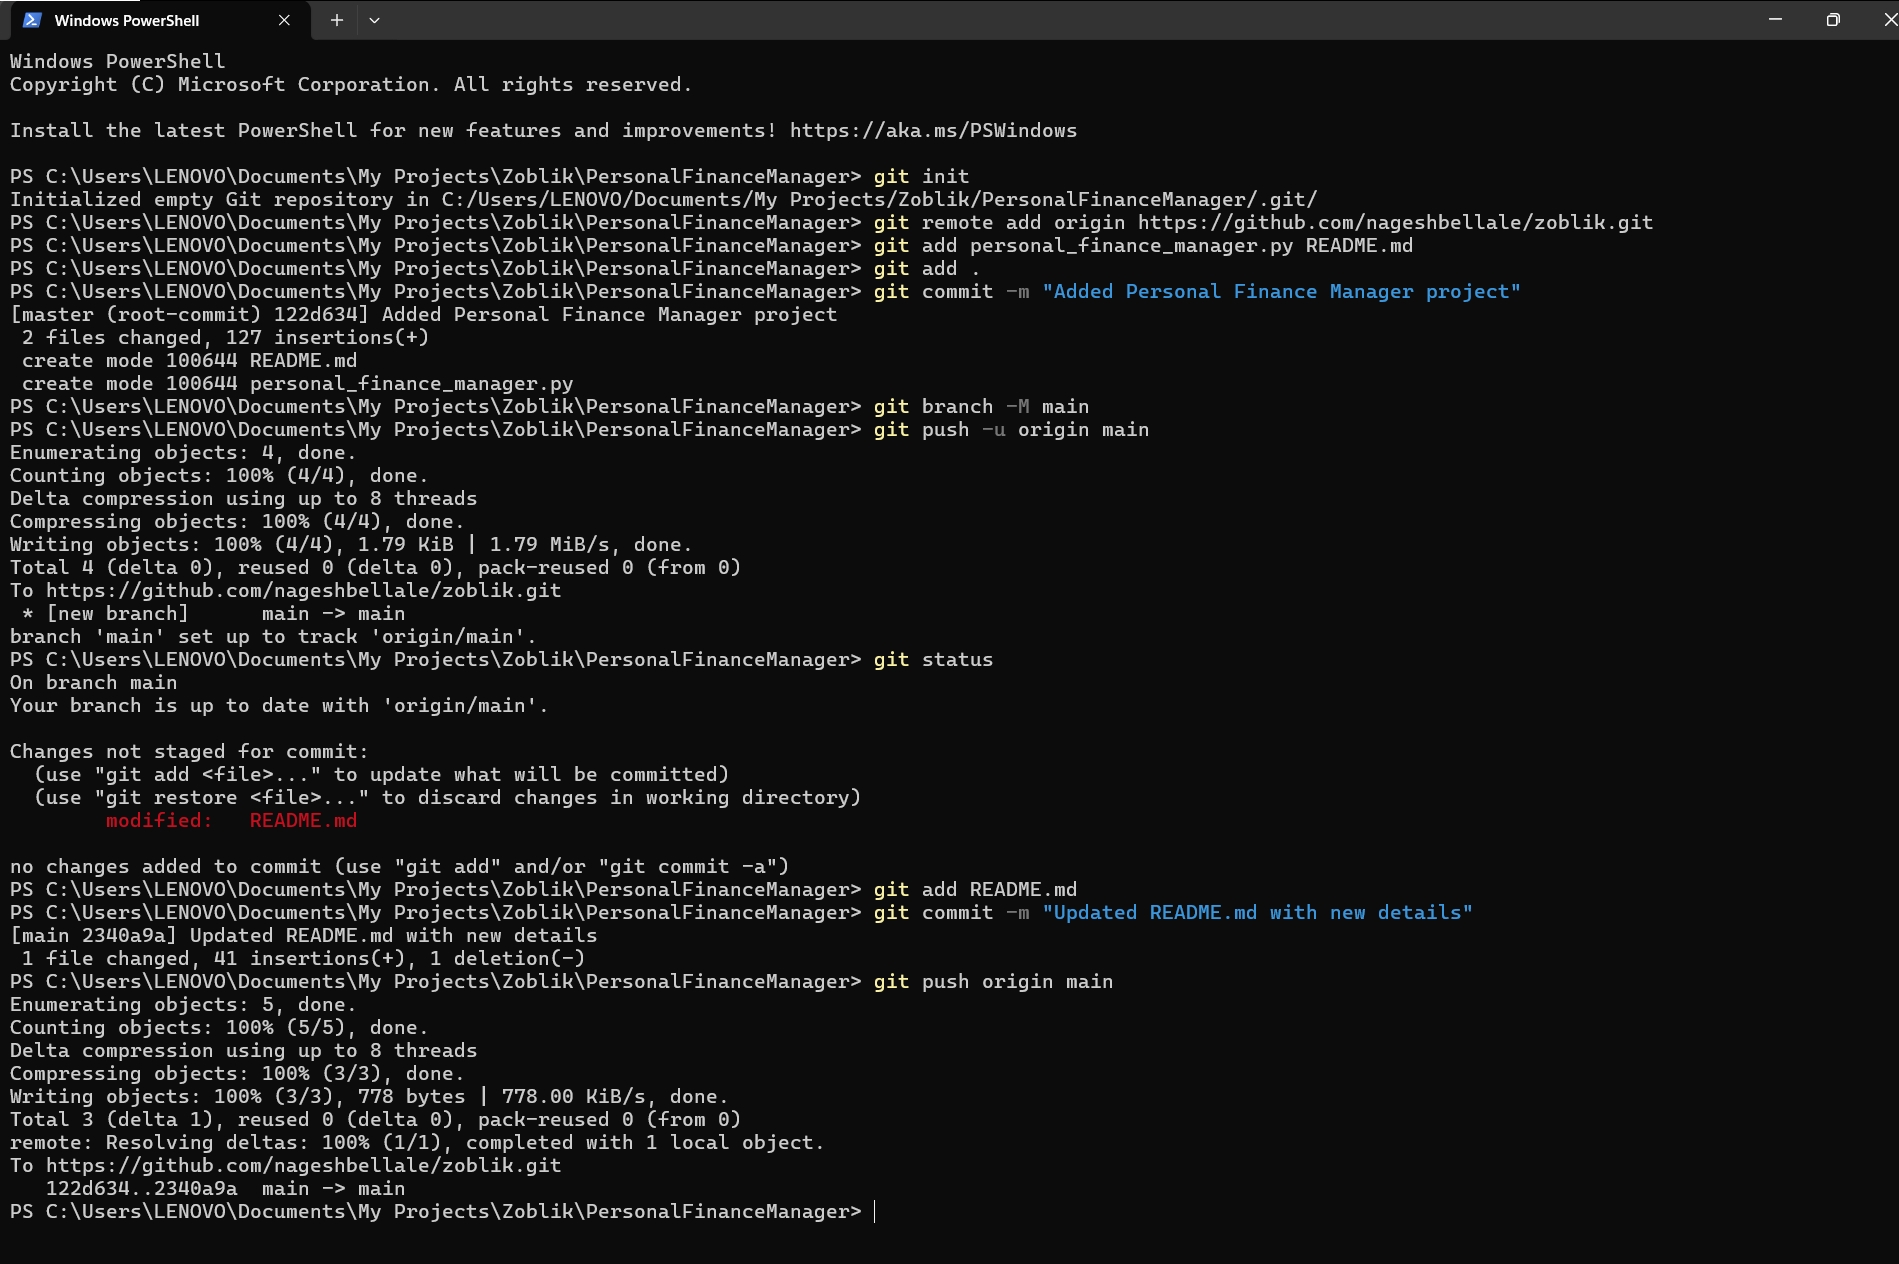 Windows PowerShell
Windows PowerShell
Copyright (C) Microsoft Corporation. All rights reserved.
Install the latest PowerShell for new features and improvements! https://aka.ms/PSWindows
PS C:\Users\LENOVO\Documents\My Projects\Zoblik\PersonalFinanceManager> git init
Initialized empty Git repository in C:/Users/LENOVO/Documents/My Projects/Zoblik/PersonalFinanceManager/.git/
PS C:\Users\LENOVO\Documents\My Projects\Zoblik\PersonalFinanceManager> git remote add origin https://github.com/nageshbellale/zoblik.git
PS C:\Users\LENOVO\Documents\My Projects\Zoblik\PersonalFinanceManager> git add personal_finance_manager.py README.md
PS C:\Users\LENOVO\Documents\My Projects\Zoblik\PersonalFinanceManager> git add .
PS C:\Users\LENOVO\Documents\My Projects\Zoblik\PersonalFinanceManager> git commit -m "Added Personal Finance Manager project"
[master (root-commit) 122d634] Added Personal Finance Manager project
 2 files changed, 127 insertions(+)
 create mode 100644 README.md
 create mode 100644 personal_finance_manager.py
PS C:\Users\LENOVO\Documents\My Projects\Zoblik\PersonalFinanceManager> git branch -M main
PS C:\Users\LENOVO\Documents\My Projects\Zoblik\PersonalFinanceManager> git push -u origin main
Enumerating objects: 4, done.
Counting objects: 100% (4/4), done.
Delta compression using up to 8 threads
Compressing objects: 100% (4/4), done.
Writing objects: 100% (4/4), 1.79 KiB | 1.79 MiB/s, done.
Total 4 (delta 0), reused 0 (delta 0), pack-reused 0 (from 0)
To https://github.com/nageshbellale/zoblik.git
 * [new branch]      main -> main
branch 'main' set up to track 'origin/main'.
PS C:\Users\LENOVO\Documents\My Projects\Zoblik\PersonalFinanceManager> git status
On branch main
Your branch is up to date with 'origin/main'.
Changes not staged for commit:
  (use "git add <file>..." to update what will be committed)
  (use "git restore <file>..." to discard changes in working directory)
        modified:   README.md
no changes added to commit (use "git add" and/or "git commit -a")
PS C:\Users\LENOVO\Documents\My Projects\Zoblik\PersonalFinanceManager> git add README.md
PS C:\Users\LENOVO\Documents\My Projects\Zoblik\PersonalFinanceManager> git commit -m "Updated README.md with new details"
[main 2340a9a] Updated README.md with new details
 1 file changed, 41 insertions(+), 1 deletion(-)
PS C:\Users\LENOVO\Documents\My Projects\Zoblik\PersonalFinanceManager> git push origin main
Enumerating objects: 5, done.
Counting objects: 100% (5/5), done.
Delta compression using up to 8 threads
Compressing objects: 100% (3/3), done.
Writing objects: 100% (3/3), 778 bytes | 778.00 KiB/s, done.
Total 3 (delta 1), reused 0 (delta 0), pack-reused 0 (from 0)
remote: Resolving deltas: 100% (1/1), completed with 1 local object.
To https://github.com/nageshbellale/zoblik.git
   122d634..2340a9a  main -> main
PS C:\Users\LENOVO\Documents\My Projects\Zoblik\PersonalFinanceManager>